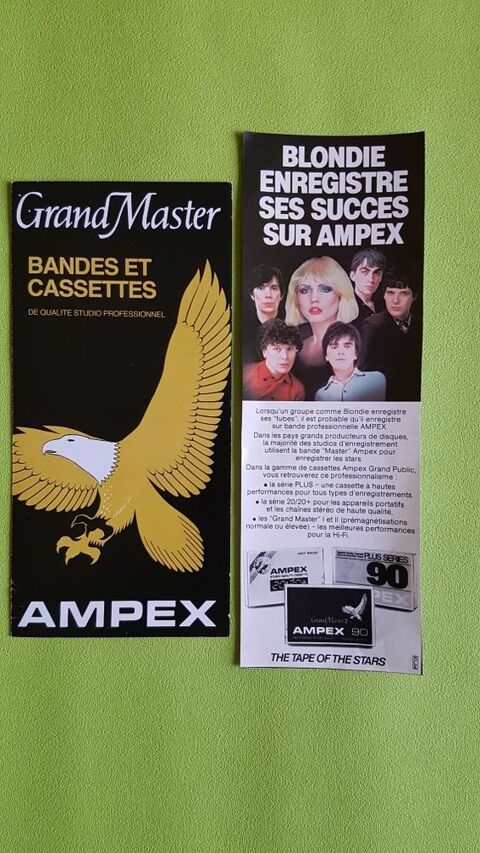 Grand Master
BANDES ET
CASSETTES
DE QUALITE STUDIO PROFESSIONNEL
AMPEX
BLONDIE
ENREGISTRE
SES SUCCES
SUR AMPEX
Lorsqu'un groupe comme Blondie enregistre
ses "tubes", il est probable qu'il enregistre
sur bande professionnelle AMPEX.
Dans les pays grands producteurs de disques,
la majorité des studios d'enregistrement
utilisent la bande "Master" Ampex pour
enregistrer les stars.
Dans la gamme de cassettes Ampex Grand Public,
vous retrouverez ce professionnalisme :
• la série PLUS – une cassette à hautes
performances pour tous types d'enregistrements.
• la série 20/20+ pour les appareils portatifs
et les chaînes stéréo de haute qualité.
• les "Grand Master" I et II (prémagnétisations
normale ou élevée) – les meilleures performances
pour la Hi-Fi.
AMPEX
PLUS SERIES
90
AMPEX
Grand Master II
AMPEX 90
THE TAPE OF THE STARS